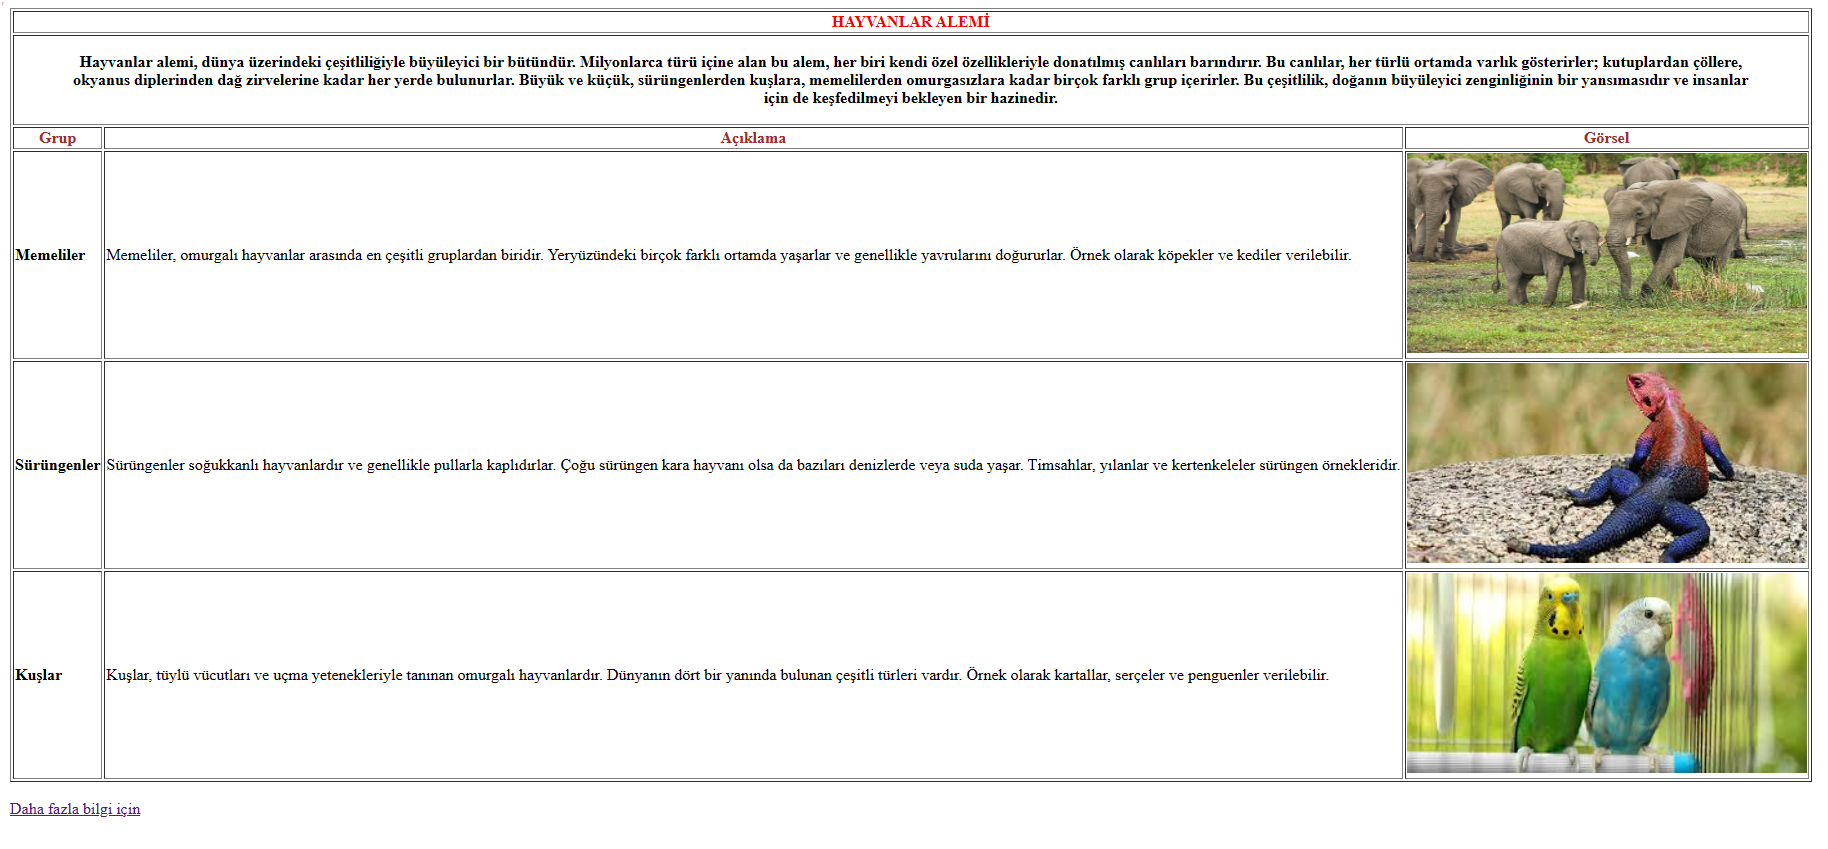 HAYVANLAR ALEMİ
Hayvanlar alemi, dünya üzerindeki çeşitliliğiyle büyüleyici bir bütündür. Milyonlarca türü içine alan bu alem, her biri kendi özel özellikleriyle donatılmış canlıları barındırır. Bu canlılar, her türlü ortamda varlık gösterirler; kutuplardan çöllere,
okyanus diplerinden dağ zirvelerine kadar her yerde bulunurlar. Büyük ve küçük, sürüngenlerden kuşlara, memelilerden omurgasızlara kadar birçok farklı grup içerirler. Bu çeşitlilik, doğanın büyüleyici zenginliğinin bir yansımasıdır ve insanlar
için de keşfedilmeyi bekleyen bir hazinedir.
Grup Açıklama Görsel
Memeliler Memeliler, omurgalı hayvanlar arasında en çeşitli gruplardan biridir. Yeryüzündeki birçok farklı ortamda yaşarlar ve genellikle yavrularını doğururlar. Örnek olarak köpekler ve kediler verilebilir.
Sürüngenler Sürüngenler soğukkanlı hayvanlardır ve genellikle pullarla kaplıdırlar. Çoğu sürüngen kara hayvanı olsa da bazıları denizlerde veya suda yaşar. Timsahlar, yılanlar ve kertenkeleler sürüngen örnekleridir.
Kuşlar Kuşlar, tüylü vücutları ve uçma yetenekleriyle tanınan omurgalı hayvanlardır. Dünyanın dört bir yanında bulunan çeşitli türleri vardır. Örnek olarak kartallar, serçeler ve penguenler verilebilir.
Daha fazla bilgi için